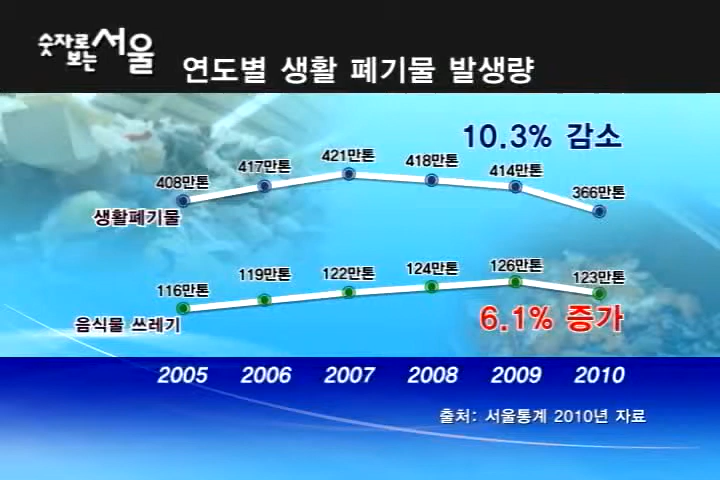 숫자로 보는 서울
연도별 생활 폐기물 발생량
10.3% 감소
408만톤 417만톤 421만톤 418만톤 414만톤 366만톤
생활폐기물
116만톤 119만톤 122만톤 124만톤 126만톤 123만톤
음식물 쓰레기
6.1% 증가
2005 2006 2007 2008 2009 2010
출처: 서울통계 2010년 자료